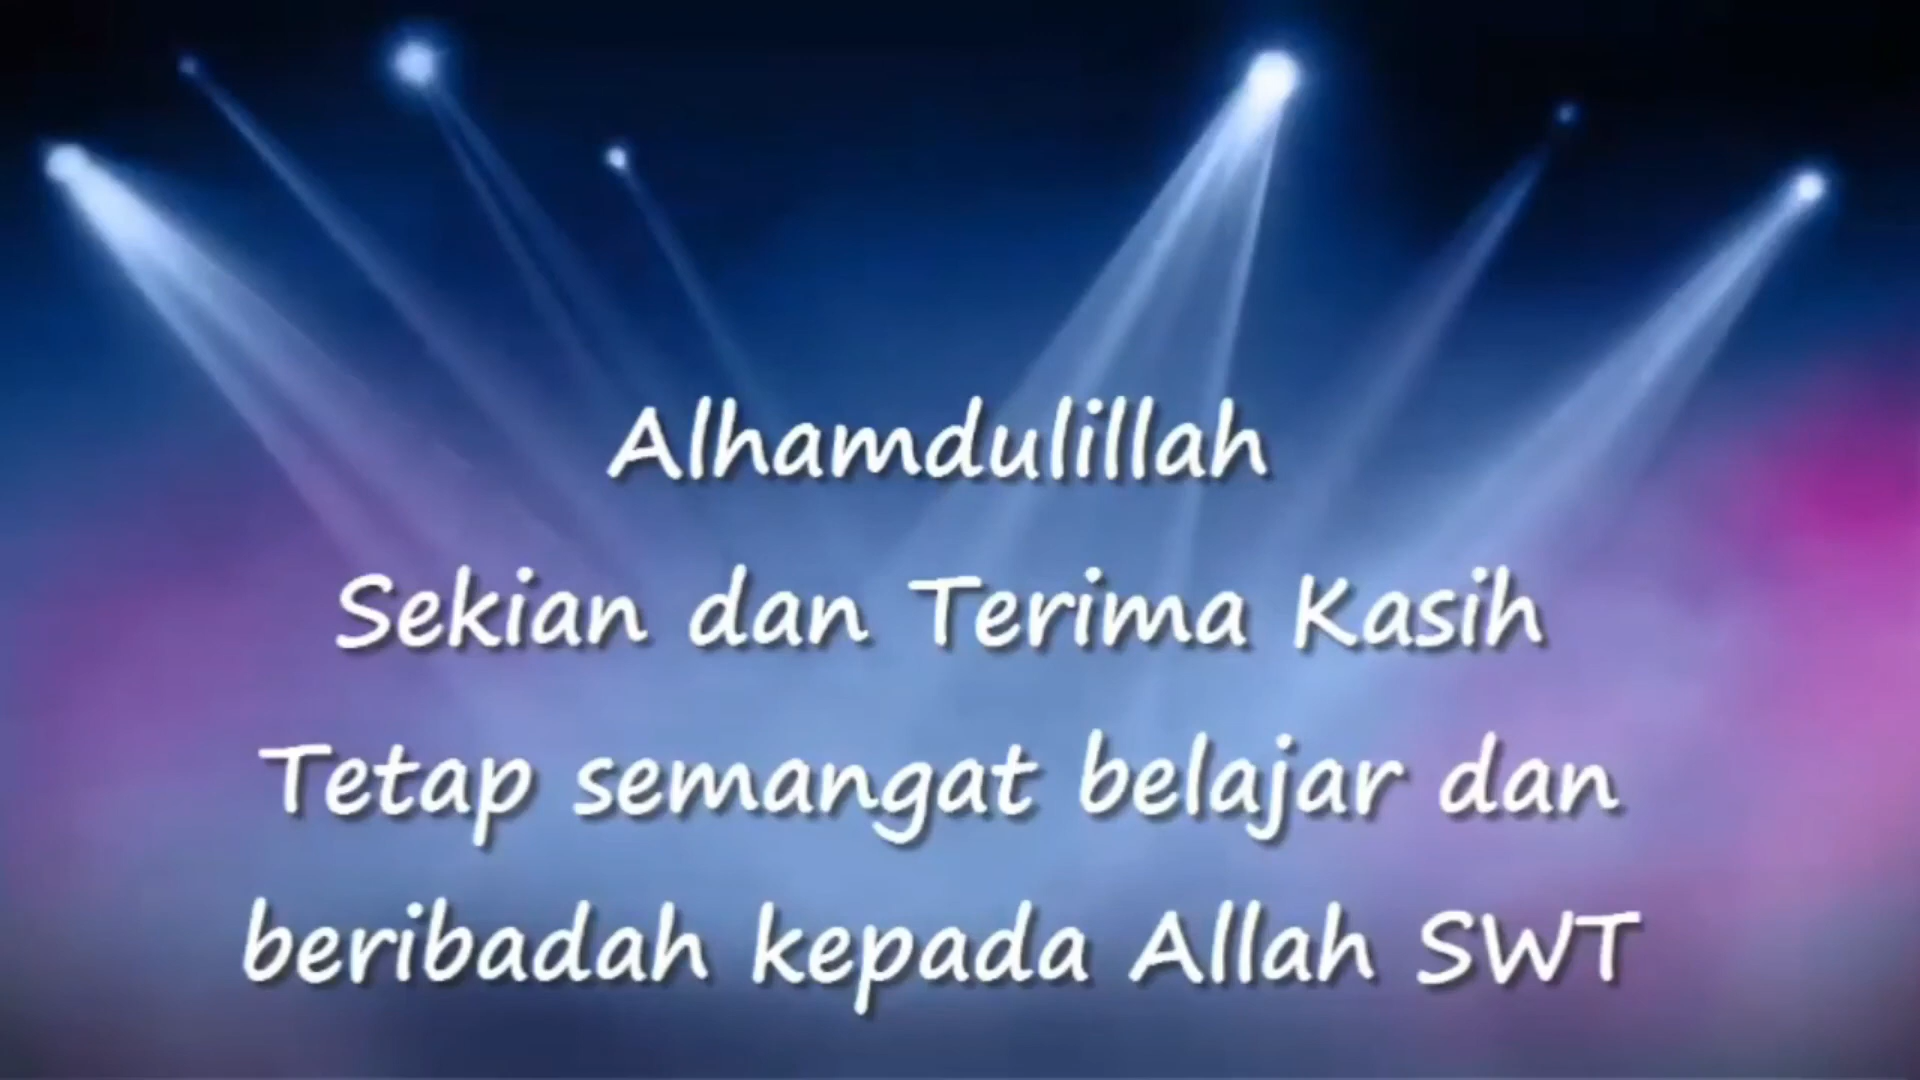 Alhamdulillah
Sekian dan Terima Kasih
Tetap semangat belajar dan
beribadah kepada Allah SWT